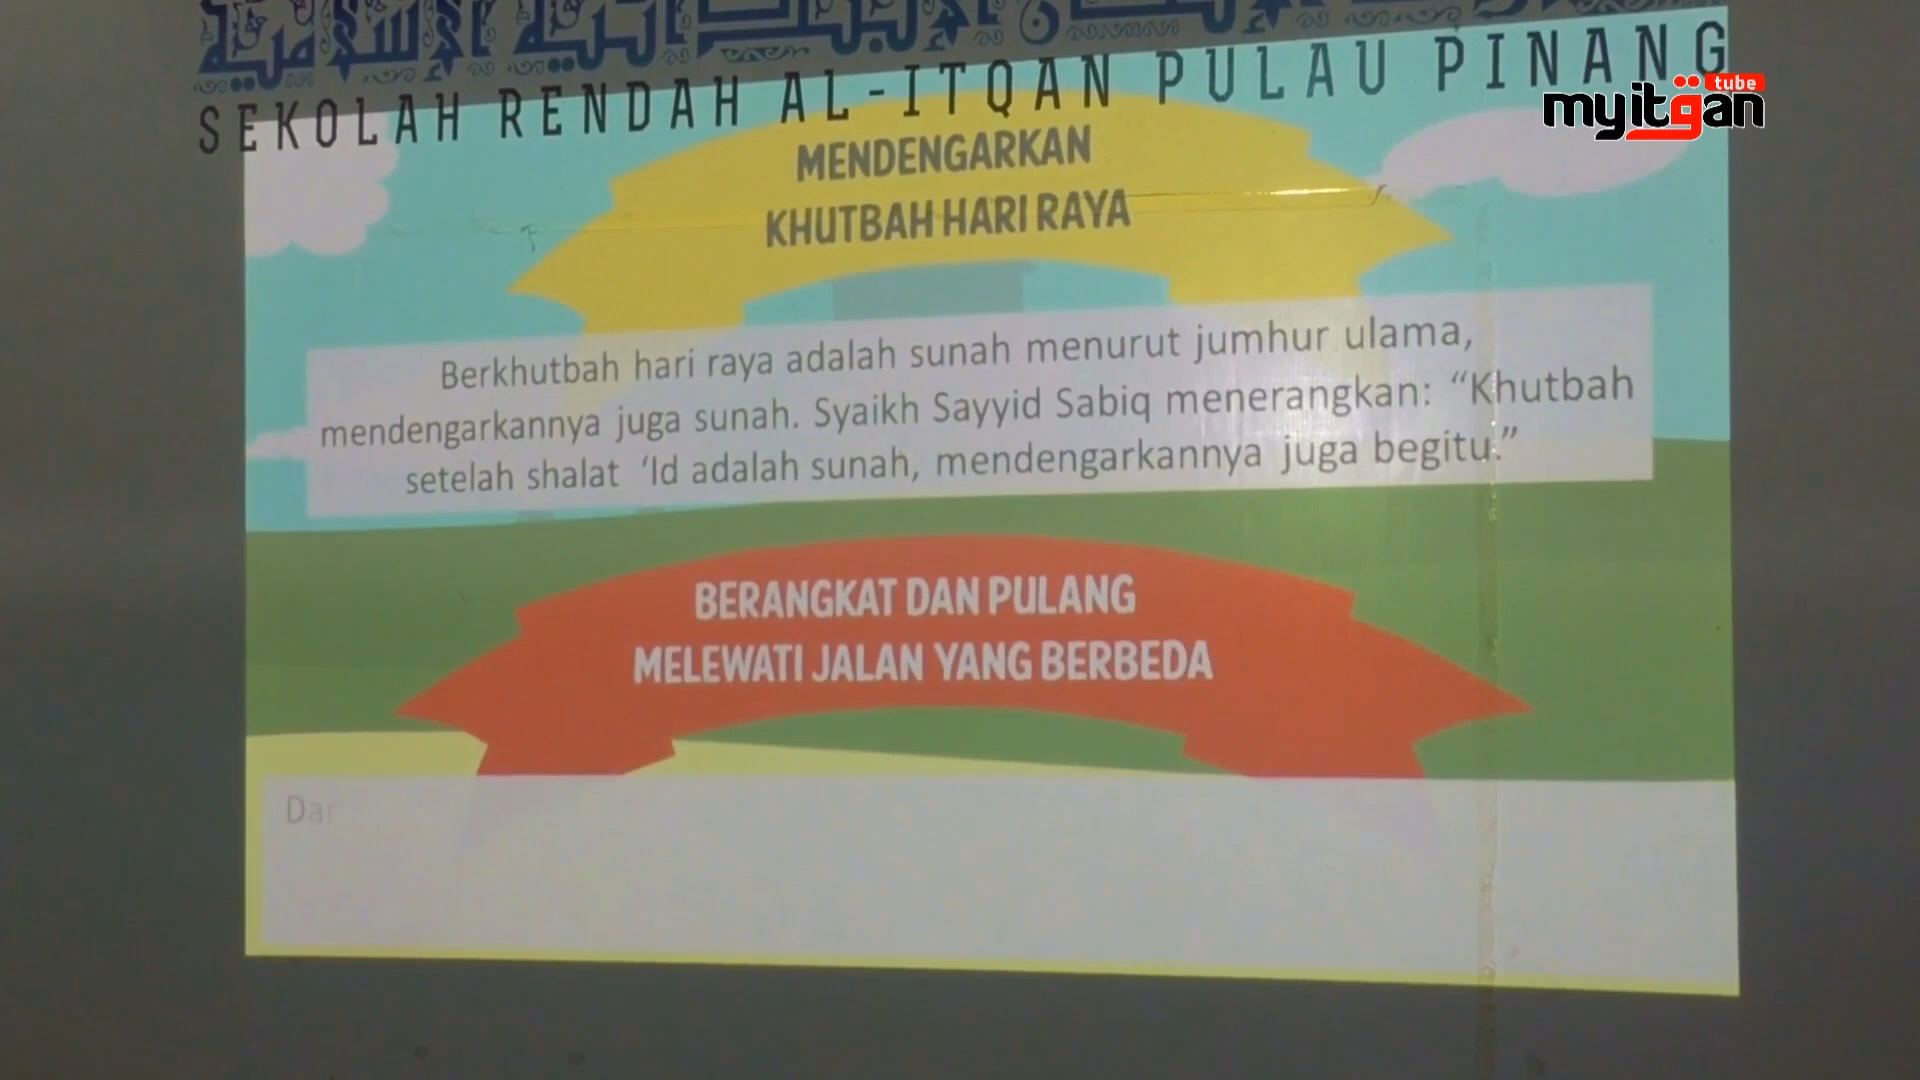 SEKOLAH RENDAH AL-ITQAN PULAU PINANG
myitqan tube
MENDENGARKAN
KHUTBAH HARI RAYA
Berkhutbah hari raya adalah sunah menurut jumhur ulama,
mendengarkannya juga sunah. Syaikh Sayyid Sabiq menerangkan: “Khutbah
setelah shalat ‘Id adalah sunah, mendengarkannya juga begitu.”
BERANGKAT DAN PULANG
MELEWATI JALAN YANG BERBEDA
Dar